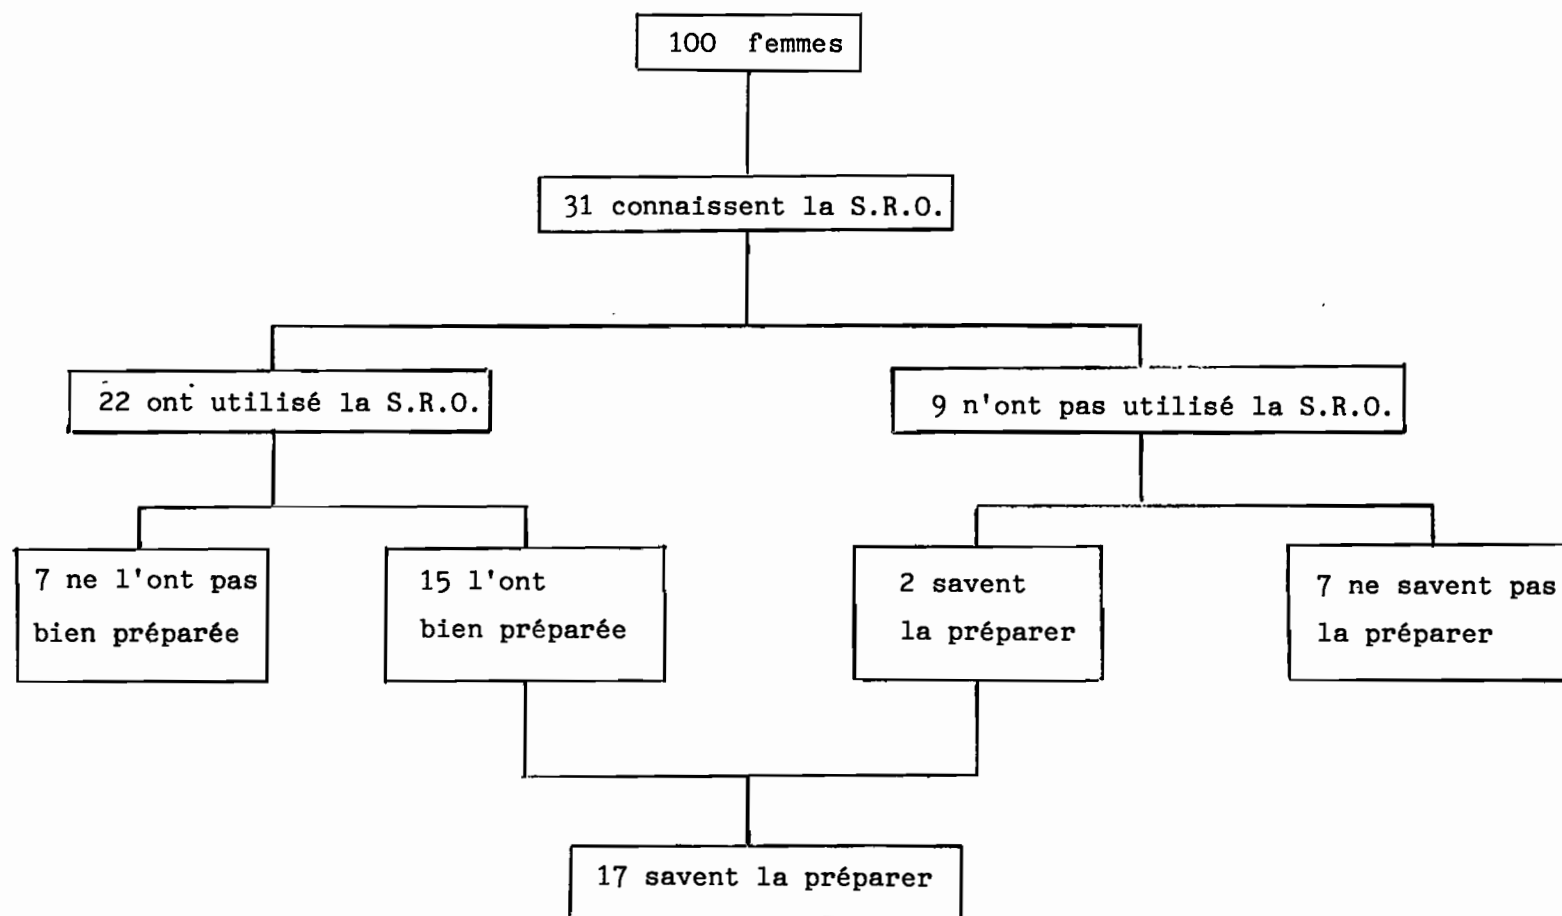 100 femmes
31 connaissent la S.R.O.
22 ont utilisé la S.R.O.
9 n'ont pas utilisé la S.R.O.
7 ne l'ont pas
bien préparée
15 l'ont
bien préparée
2 savent
la préparer
7 ne savent pas
la préparer
17 savent la préparer